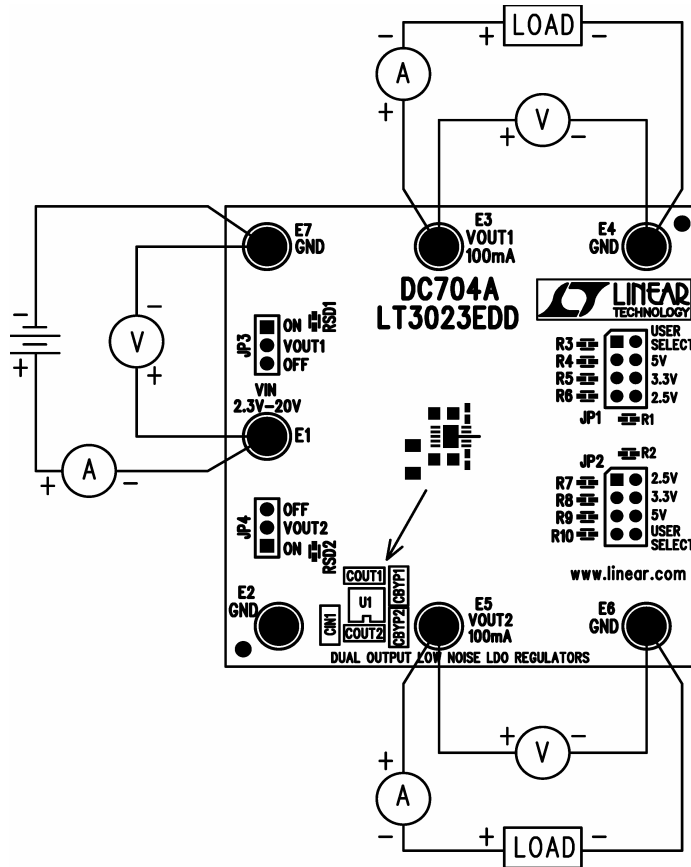 - + LOAD -
A
+ + V -
E7
GND
E3
VOUT1
100mA
E4
GND
DC704A
LT3023EDD
LINEAR
TECHNOLOGY
- -
V
+ +
RSD1
JP3
ON
VOUT1
OFF
VIN
2.3V-20V
E1
+ A -
R3
R4
R5
R6
USER
SELECT
5V
3.3V
2.5V
JP1
R1
R2
JP2
R7
R8
R9
R10
2.5V
3.3V
5V
USER
SELECT
JP4
OFF
VOUT2
ON
RSD2
www.linear.com
E2
GND
COUT1
U1
COUT2
CIN1
CBYP1
CBYP2
E5
VOUT2
100mA
E6
GND
DUAL OUTPUT LOW NOISE LDO REGULATORS
+ V -
+
A
- + LOAD -